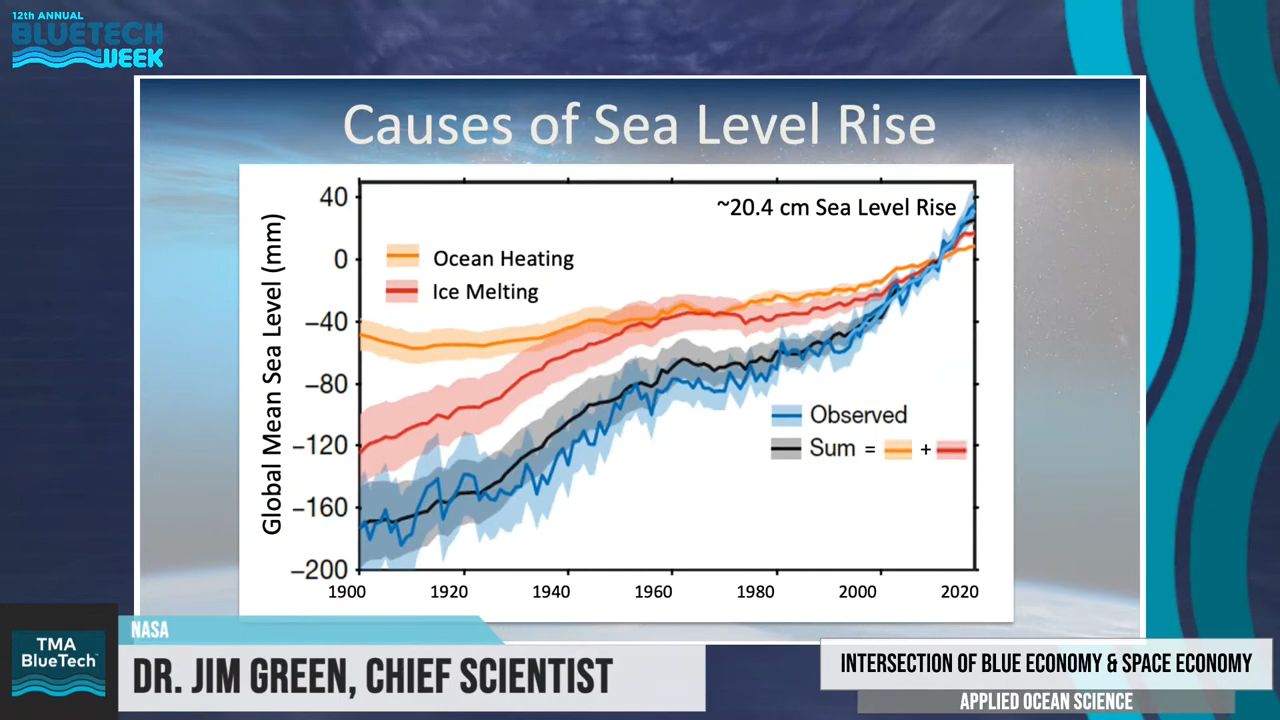 12th ANNUAL
BLUETECH
WEEK
Causes of Sea Level Rise
~20.4 cm Sea Level Rise
Ocean Heating
Ice Melting
Observed
Sum = +
Global Mean Sea Level (mm)
40
0
−40
−80
−120
−160
−200
1900 1920 1940 1960 1980 2000 2020
NASA
TMA
BlueTech™
DR. JIM GREEN, CHIEF SCIENTIST
INTERSECTION OF BLUE ECONOMY & SPACE ECONOMY
APPLIED OCEAN SCIENCE